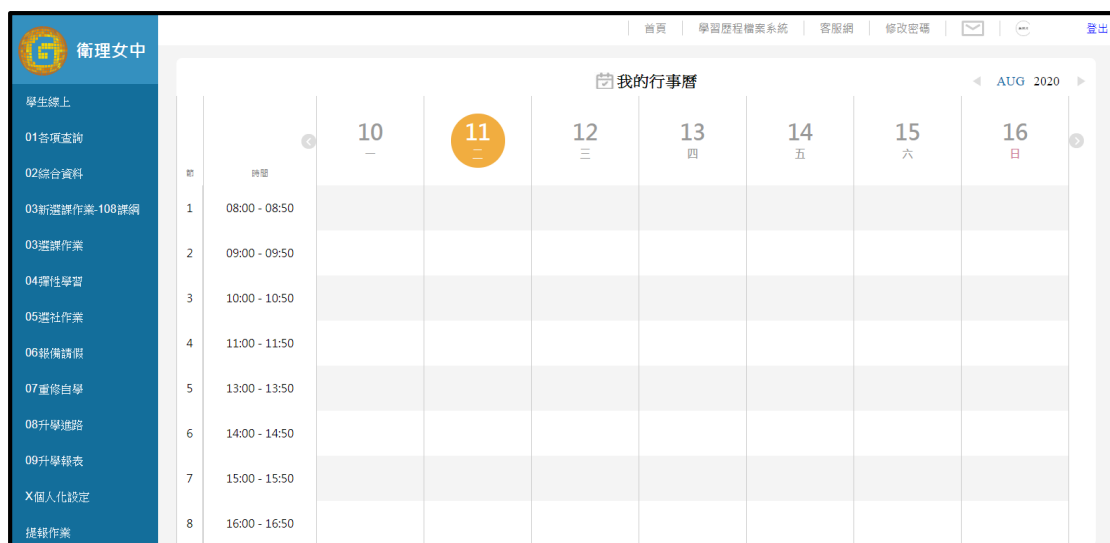 衛理女中
首頁 學習歷程檔案系統 客服網 修改密碼 登出
學生線上
01各項查詢
02綜合資料
03新選課作業-108課綱
03選課作業
04彈性學習
05選社作業
06報備請假
07重修自學
08升學進路
09升學報表
X個人化設定
提報作業
我的行事曆
AUG 2020
10 11 12 13 14 15 16
一 二 三 四 五 六 日
節 時間
1 08:00 - 08:50
2 09:00 - 09:50
3 10:00 - 10:50
4 11:00 - 11:50
5 13:00 - 13:50
6 14:00 - 14:50
7 15:00 - 15:50
8 16:00 - 16:50